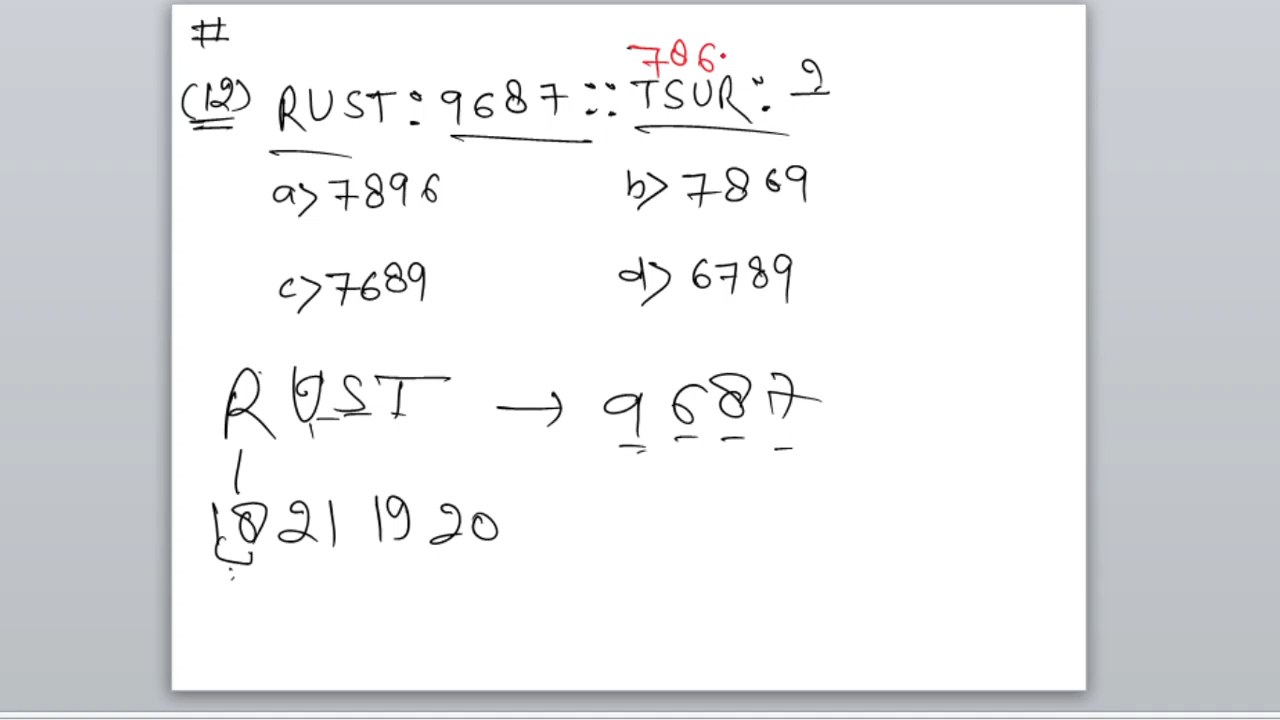 #
786.
(12) RUST : 9687 :: TSUR : ?
a> 7896 b> 7869
c> 7689 d> 6789
RUST → 9687
18 21 19 20